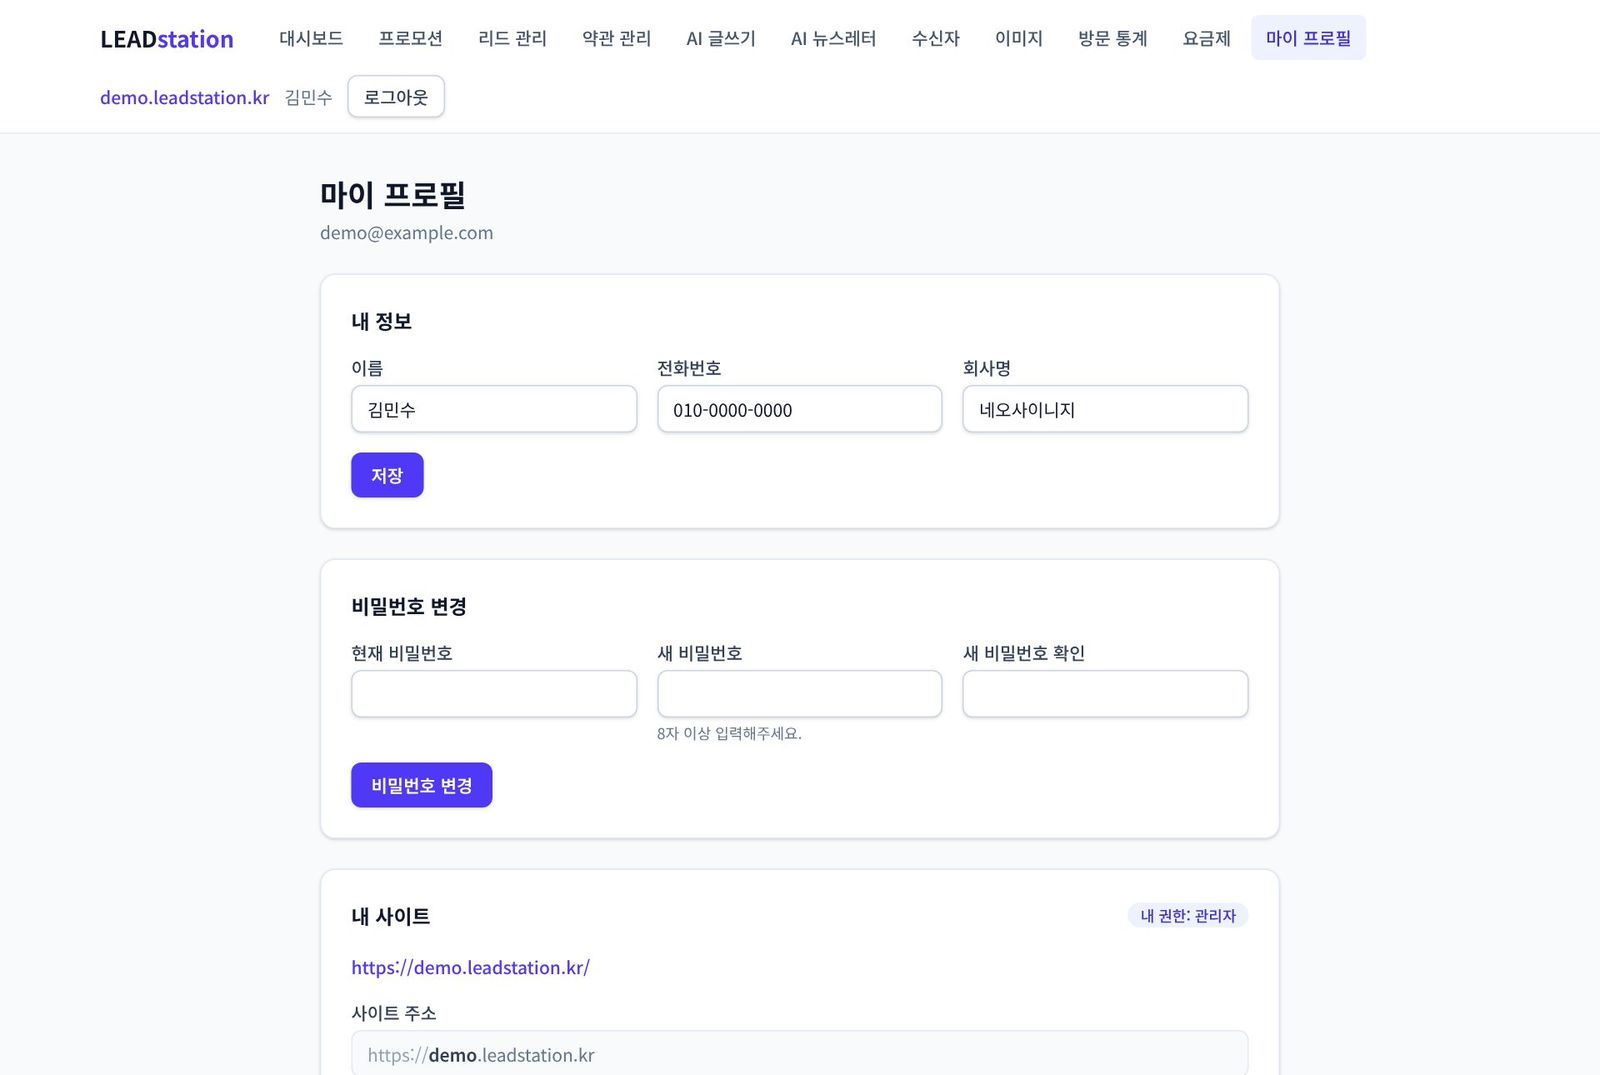 LEADstation 대시보드 프로모션 리드 관리 약관 관리 AI 글쓰기 AI 뉴스레터 수신자 이미지 방문 통계 요금제 마이 프로필
demo.leadstation.kr 김민수 로그아웃
마이 프로필
demo@example.com
내 정보
이름 전화번호 회사명
김민수 010-0000-0000 네오사이니지
저장
비밀번호 변경
현재 비밀번호 새 비밀번호 새 비밀번호 확인
8자 이상 입력해주세요.
비밀번호 변경
내 사이트 내 권한: 관리자
https://demo.leadstation.kr/
사이트 주소
https://demo.leadstation.kr